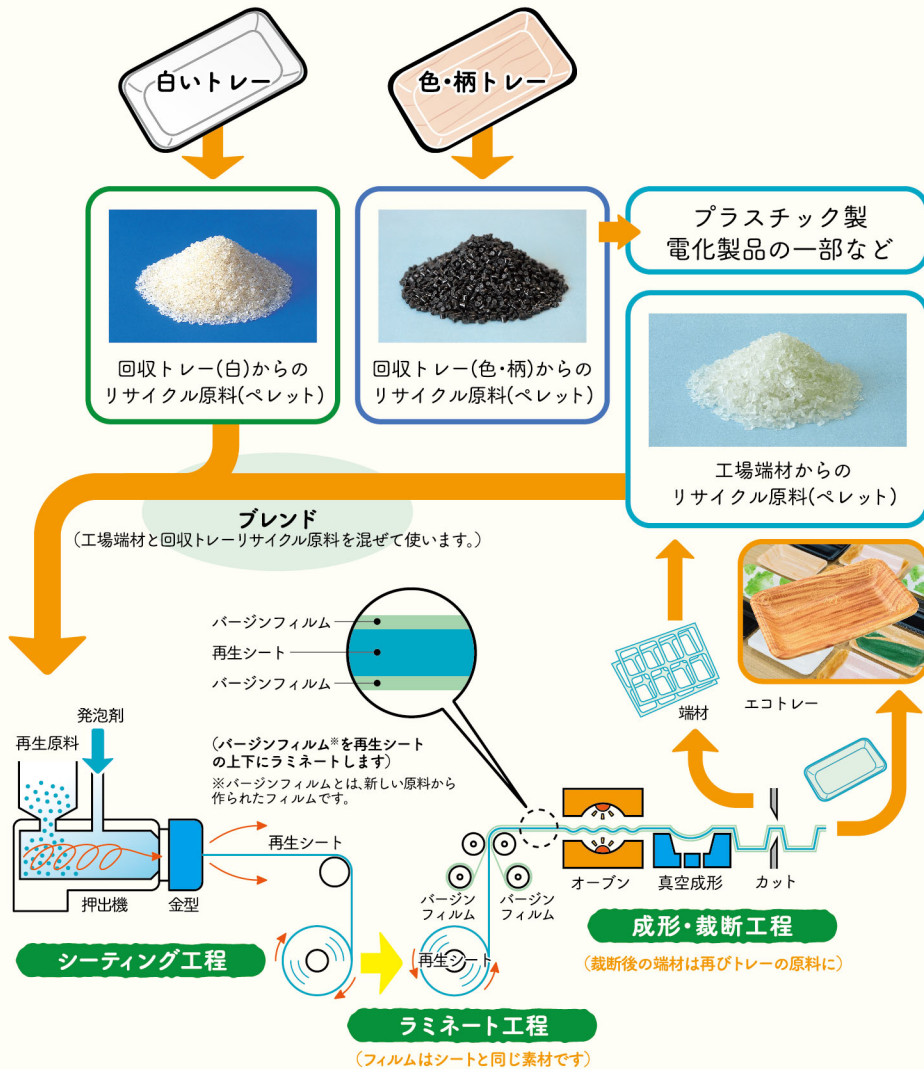 白いトレー
色・柄トレー
回収トレー(白)からの
リサイクル原料(ペレット)
回収トレー(色・柄)からの
リサイクル原料(ペレット)
プラスチック製
電化製品の一部など
工場端材からの
リサイクル原料(ペレット)
ブレンド
(工場端材と回収トレーリサイクル原料を混ぜて使います。)
バージンフィルム
再生シート
バージンフィルム
端材
エコトレー
発泡剤
再生原料
(バージンフィルム※を再生シート
の上下にラミネートします)
※バージンフィルムとは、新しい原料から
作られたフィルムです。
再生シート
押出機
金型
シーティング工程
バージン
フィルム
バージン
フィルム
再生シート
ラミネート工程
(フィルムはシートと同じ素材です)
オーブン
真空成形
カット
成形・裁断工程
(裁断後の端材は再びトレーの原料に)